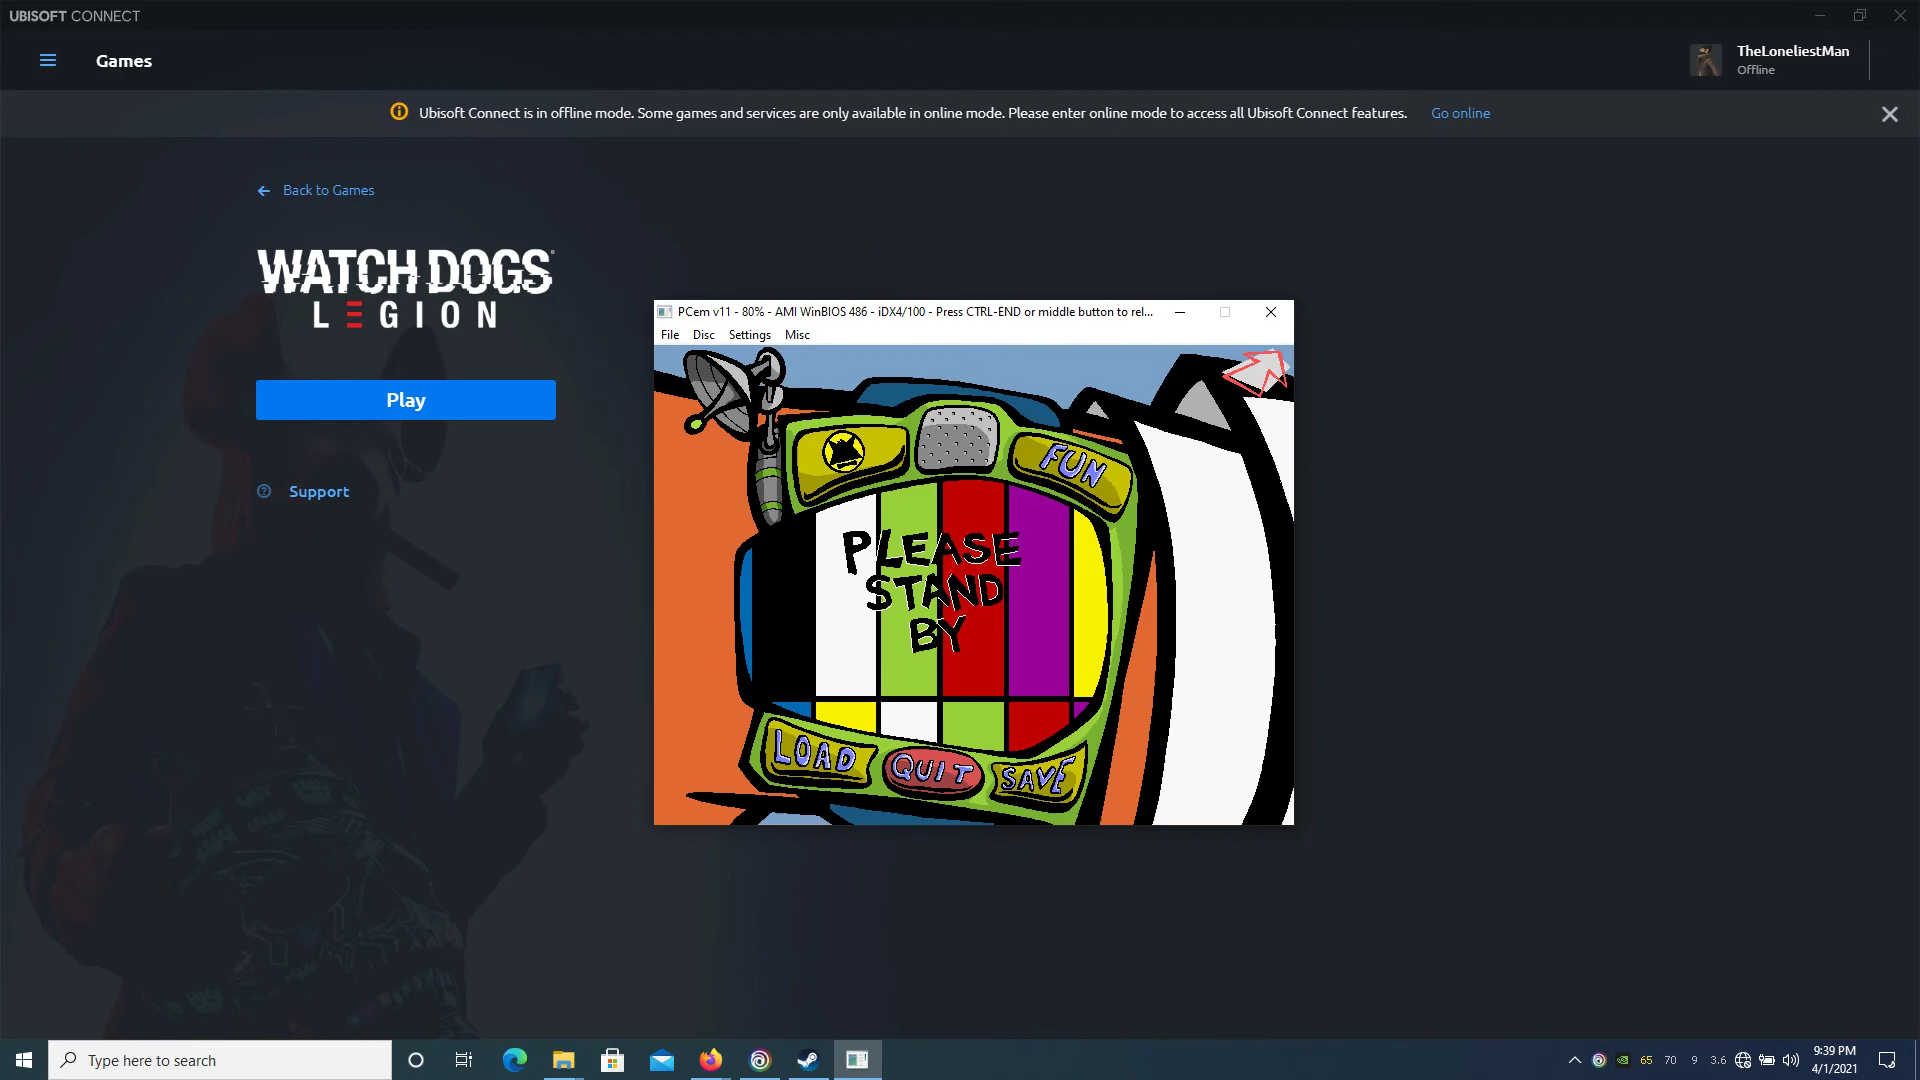 UBISOFT CONNECT
Games
TheLoneliestMan
Offline
Ubisoft Connect is in offline mode. Some games and services are only available in online mode. Please enter online mode to access all Ubisoft Connect features. Go online
Back to Games
WATCH DOGS
LEGION
Play
Support
PCem v11 - 80% - AMI WinBIOS 486 - iDX4/100 - Press CTRL-END or middle button to rel...
File Disc Settings Misc
FUN
PLEASE
STAND
BY
LOAD QUIT SAVE
Type here to search
65 70 9 3.6
9:39 PM
4/1/2021